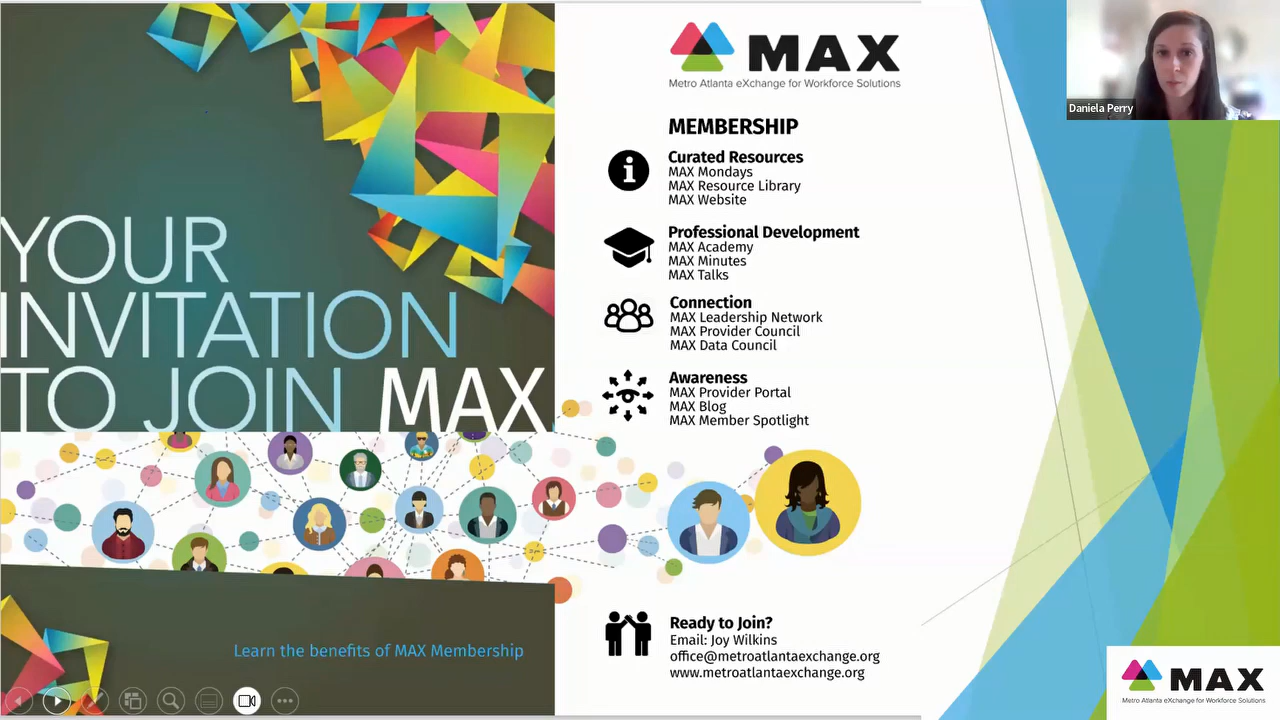 YOUR
INVITATION
TO JOIN MAX
Learn the benefits of MAX Membership
MAX
Metro Atlanta eXchange for Workforce Solutions
MEMBERSHIP
Curated Resources
MAX Mondays
MAX Resource Library
MAX Website
Professional Development
MAX Academy
MAX Minutes
MAX Talks
Connection
MAX Leadership Network
MAX Provider Council
MAX Data Council
Awareness
MAX Provider Portal
MAX Blog
MAX Member Spotlight
Ready to Join?
Email: Joy Wilkins
office@metroatlantaexchange.org
www.metroatlantaexchange.org
Daniela Perry
MAX
Metro Atlanta eXchange for Workforce Solutions